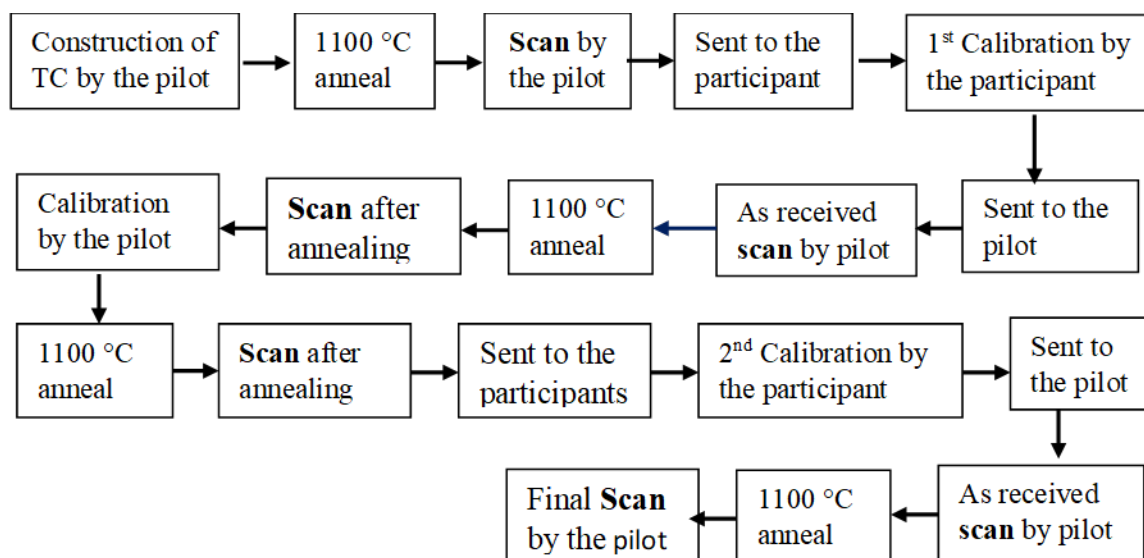 Construction of
TC by the pilot
1100 °C
anneal
Scan by
the pilot
Sent to the
participant
1st Calibration by
the participant
Sent to the
pilot
As received
scan by pilot
1100 °C
anneal
Scan after
annealing
Calibration
by the pilot
1100 °C
anneal
Scan after
annealing
Sent to the
participants
2nd Calibration by
the participant
Sent to
the pilot
As received
scan by pilot
1100 °C
anneal
Final Scan
by the pilot